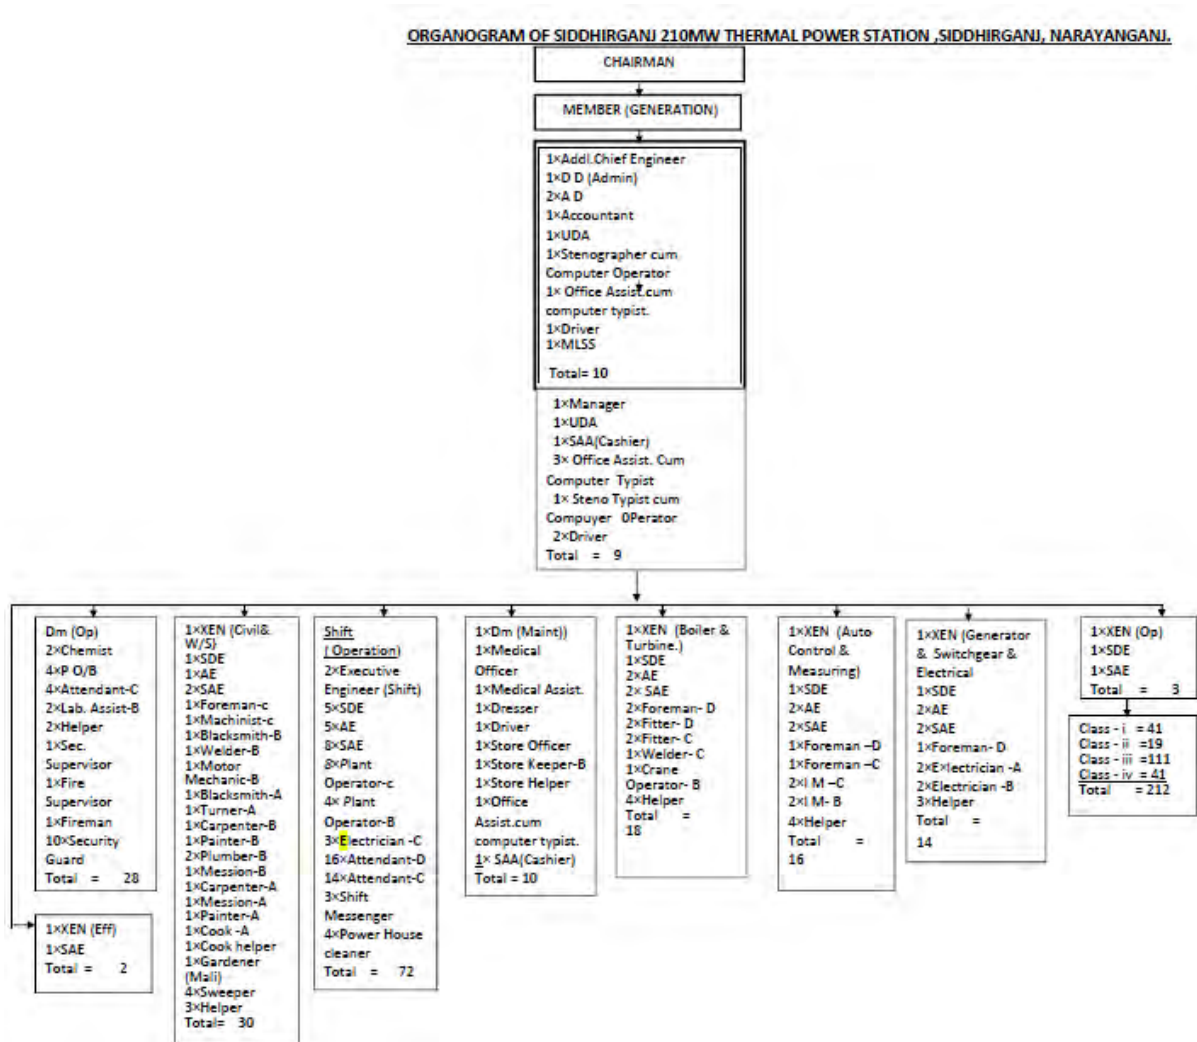 ORGANOGRAM OF SIDDHIRGANJ 210MW THERMAL POWER STATION ,SIDDHIRGANJ, NARAYANGANJ.
CHAIRMAN
MEMBER (GENERATION)
1×Addl.Chief Engineer
1×D D (Admin)
2×A D
1×Accountant
1×UDA
1×Stenographer cum
Computer Operator
1× Office Assist.cum
computer typist.
1×Driver
1×MLSS
Total= 10
1×Manager
1×UDA
1×SAA(Cashier)
3× Office Assist. Cum
Computer Typist
1× Steno Typist cum
Compuyer 0Perator
2×Driver
Total = 9
Dm (Op)
2×Chemist
4×P O/B
4×Attendant-C
2×Lab. Assist-B
2×Helper
1×Sec.
Supervisor
1×Fire
Supervisor
1×Fireman
10×Security
Guard
Total = 28
1×XEN (Eff)
1×SAE
Total = 2
1×XEN (Civil&
W/S)
1×SDE
1×AE
2×SAE
1×Foreman-c
1×Machinist-c
1×Blacksmith-B
1×Welder-B
1×Motor
Mechanic-B
1×Blacksmith-A
1×Turner-A
1×Carpenter-B
1×Painter-B
2×Plumber-B
1×Mession-B
1×Carpenter-A
1×Mession-A
1×Painter-A
1×Cook -A
1×Cook helper
1×Gardener
(Mali)
4×Sweeper
3×Helper
Total= 30
Shift
( Operation)
2×Executive
Engineer (Shift)
5×SDE
5×AE
8×SAE
8×Plant
Operator-c
4× Plant
Operator-B
3×Electrician -C
16×Attendant-D
14×Attendant-C
3×Shift
Messenger
4×Power House
cleaner
Total = 72
1×Dm (Maint))
1×Medical
Officer
1×Medical Assist.
1×Dresser
1×Driver
1×Store Officer
1×Store Keeper-B
1×Store Helper
1×Office
Assist.cum
computer typist.
1× SAA(Cashier)
Total = 10
1×XEN (Boiler &
Turbine.)
1×SDE
2×AE
2× SAE
2×Foreman- D
2×Fitter- D
2×Fitter- C
1×Welder- C
1×Crane
Operator- B
4×Helper
Total =
18
1×XEN (Auto
Control &
Measuring)
1×SDE
2×AE
2×SAE
1×Foreman –D
1×Foreman –C
2×I M –C
2×I M- B
4×Helper
Total =
16
1×XEN (Generator
& Switchgear &
Electrical
1×SDE
2×AE
2×SAE
1×Foreman- D
2×E×lectrician -A
2×Electrician -B
3×Helper
Total =
14
1×XEN (Op)
1×SDE
1×SAE
Total = 3
Class - i = 41
Class - ii =19
Class - iii =111
Class - iv = 41
Total = 212